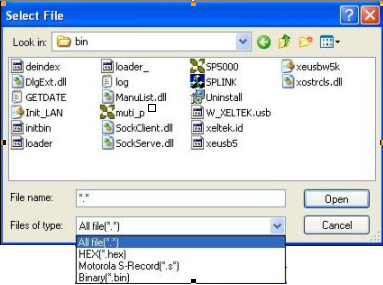 Select File
Look in: bin
deindex
DlgExt.dll
GETDATE
Init_LAN
initbin
loader
loader_
log
ManuList.dll
muti_p
SockClient.dll
SockServe.dll
SP5000
SPLINK
Uninstall
W_XELTEK.usb
xeltek.id
xeusb5
xeusbw5k
xostrcls.dll
File name: *.*
Open
Files of type: All file(*.*)
Cancel
All file(*.*)
HEX(*.hex)
Motorola S-Record(*.s*)
Binary(*.bin)